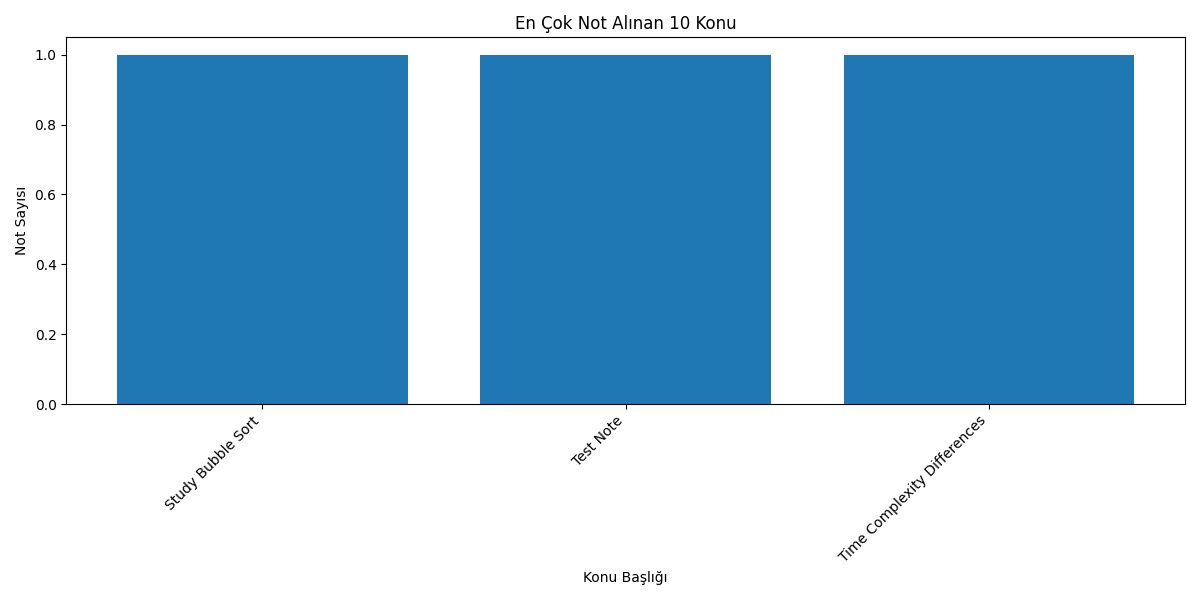 En Çok Not Alınan 10 Konu
Not Sayısı
1.0
0.8
0.6
0.4
0.2
0.0
Study Bubble Sort
Test Note
Time Complexity Differences
Konu Başlığı